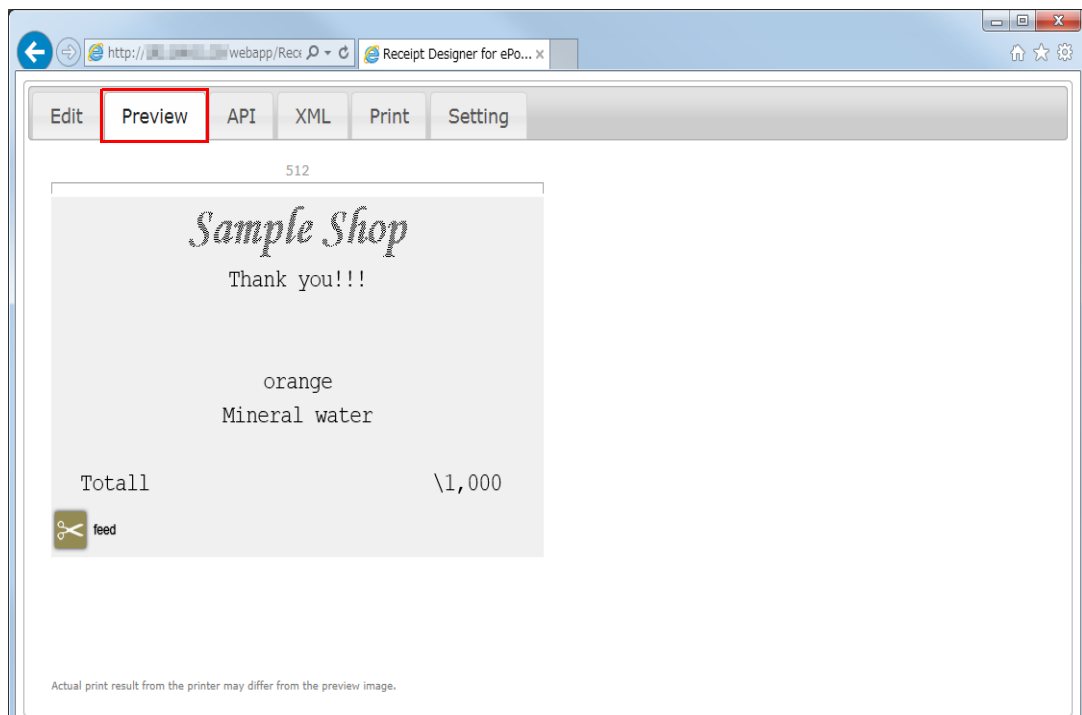 http:// webapp/Rece
Receipt Designer for ePo...
Edit Preview API XML Print Setting
512
Sample Shop
Thank you!!!
orange
Mineral water
Totall \1,000
feed
Actual print result from the printer may differ from the preview image.